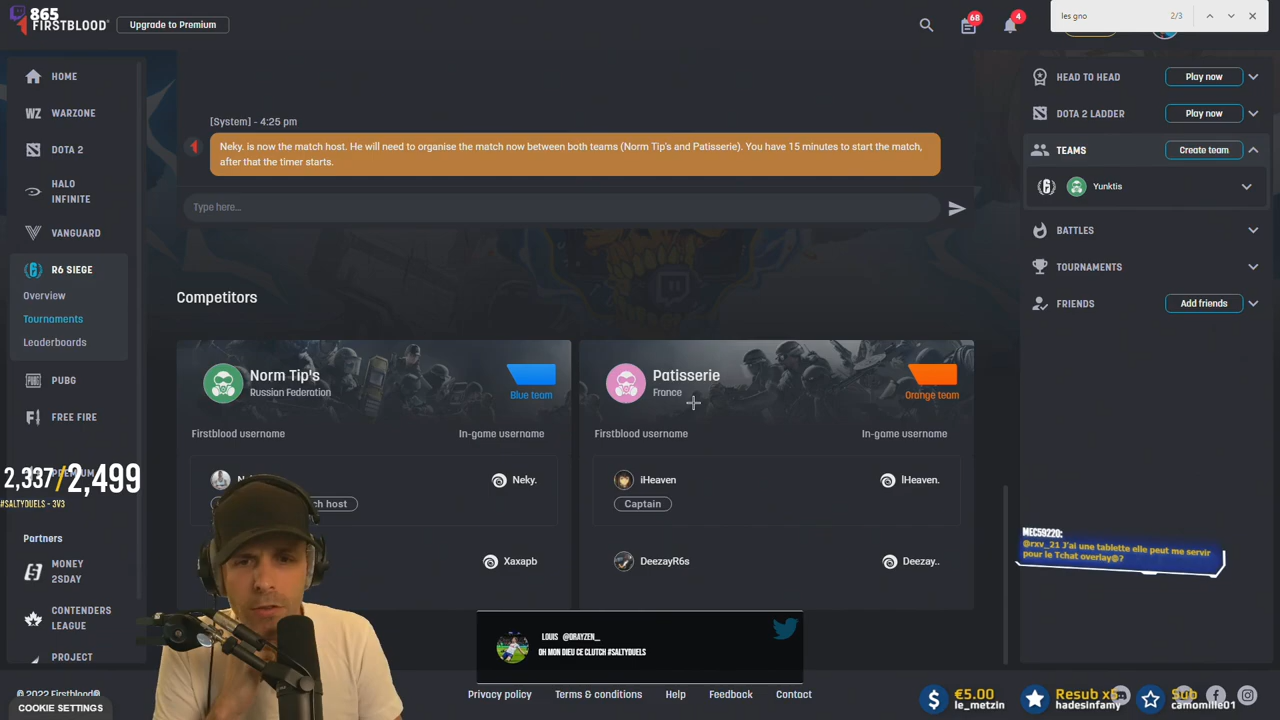 865
FIRSTBLOOD
Upgrade to Premium
68
4
les gno
2/3
HOME
WARZONE
DOTA 2
HALO
INFINITE
VANGUARD
R6 SIEGE
Overview
Tournaments
Leaderboards
PUBG
FREE FIRE
PREMIUM
2,337/2,499
#SALTYDUELS - 3V3
Partners
MONEY
2SDAY
CONTENDERS
LEAGUE
PROJECT
© 2022 Firstblood®
COOKIE SETTINGS
[System] - 4:25 pm
Neky. is now the match host. He will need to organise the match now between both teams (Norm Tip's and Patisserie). You have 15 minutes to start the match,
after that the timer starts.
Type here...
Competitors
Norm Tip's
Russian Federation
Blue team
Firstblood username
In-game username
Neky.
ch host
Xaxapb
Patisserie
France
Orange team
Firstblood username
In-game username
iHeaven
IHeaven.
Captain
DeezayR6s
Deezay..
HEAD TO HEAD
Play now
DOTA 2 LADDER
Play now
TEAMS
Create team
Yunktis
BATTLES
TOURNAMENTS
FRIENDS
Add friends
MEC59220:
@rxv_21 J'ai une tablette elle peut me servir
pour le Tchat overlay@?
LOUIS @DRAYZEN_
OH MON DIEU CE CLUTCH #SALTYDUELS
Privacy policy
Terms & conditions
Help
Feedback
Contact
€5.00
le_metzin
Resub x5
hadesinfamy
Sub
camomille01